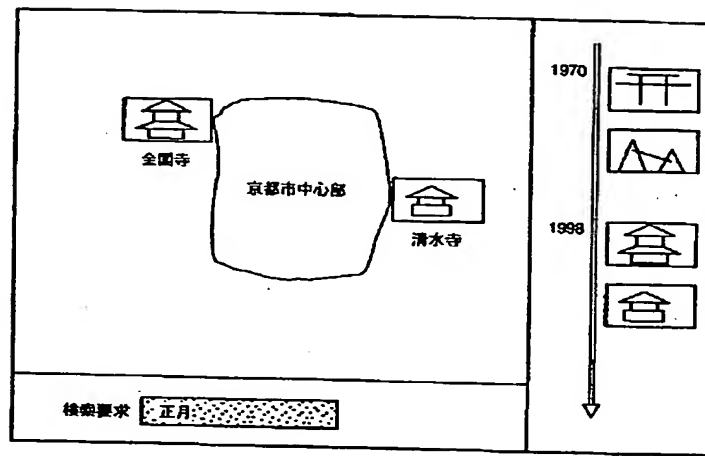 1970
全国寺
京都市中心部
清水寺
1998
検索要求 正月